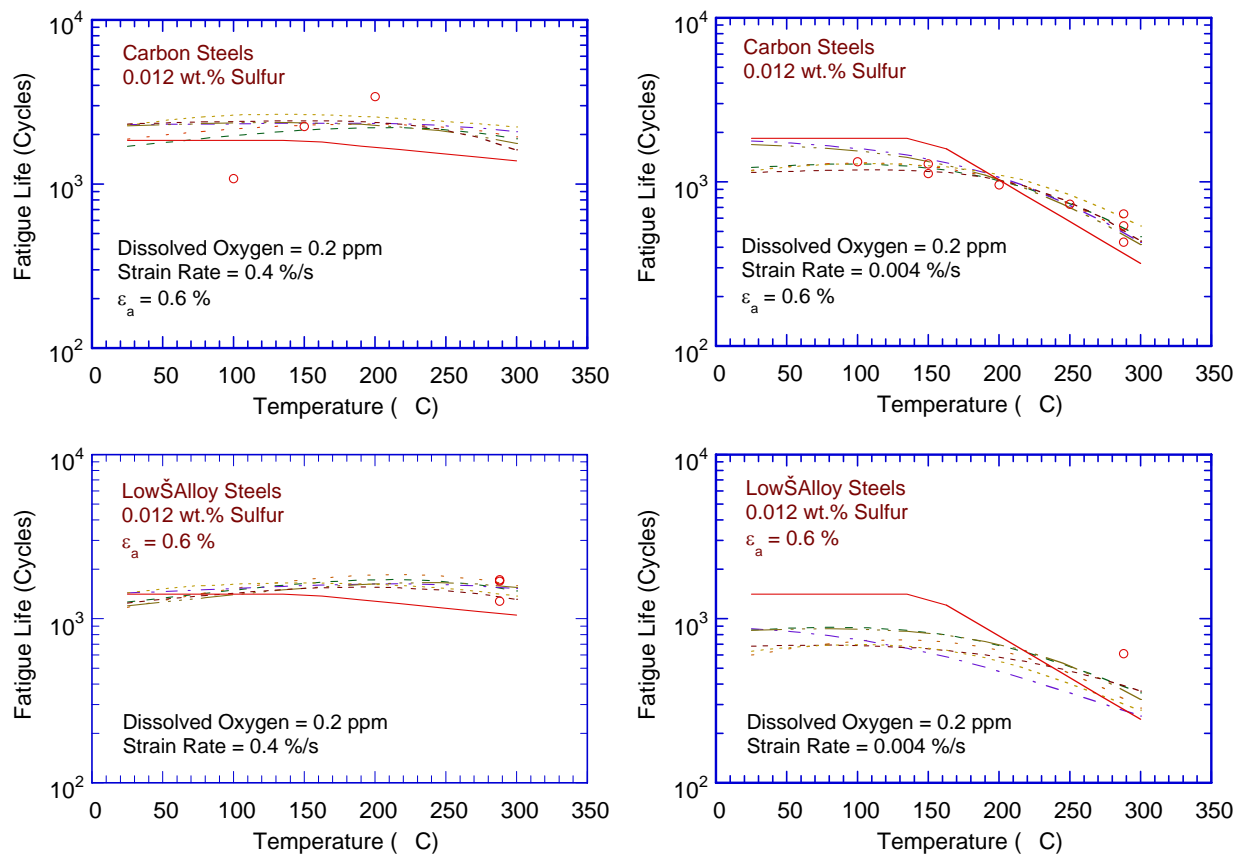 10^4
Carbon Steels
0.012 wt.% Sulfur
10^3
Dissolved Oxygen = 0.2 ppm
Strain Rate = 0.4 %/s
ε_a = 0.6 %
10^2
0 50 100 150 200 250 300 350
Temperature ( C)
Fatigue Life (Cycles)
10^4
Carbon Steels
0.012 wt.% Sulfur
10^3
Dissolved Oxygen = 0.2 ppm
Strain Rate = 0.004 %/s
ε_a = 0.6 %
10^2
0 50 100 150 200 250 300 350
Temperature ( C)
Fatigue Life (Cycles)
10^4
LowŠAlloy Steels
0.012 wt.% Sulfur
ε_a = 0.6 %
10^3
Dissolved Oxygen = 0.2 ppm
Strain Rate = 0.4 %/s
10^2
0 50 100 150 200 250 300 350
Temperature ( C)
Fatigue Life (Cycles)
10^4
LowŠAlloy Steels
0.012 wt.% Sulfur
ε_a = 0.6 %
10^3
Dissolved Oxygen = 0.2 ppm
Strain Rate = 0.004 %/s
10^2
0 50 100 150 200 250 300 350
Temperature ( C)
Fatigue Life (Cycles)